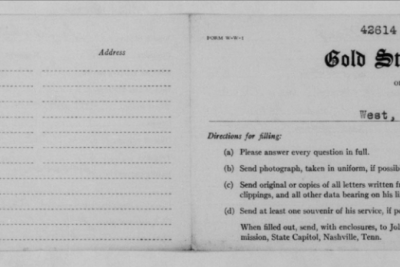 Address
FORM W-W-1
42614
Gold St
West,
Directions for filling:
(a) Please answer every question in full.
(b) Send photograph, taken in uniform, if possib
(c) Send original or copies of all letters written fr
clippings, and all other data bearing on his li
(d) Send at least one souvenir of his service, if po
When filled out, send, with enclosures, to Jul
mission, State Capitol, Nashville, Tenn.